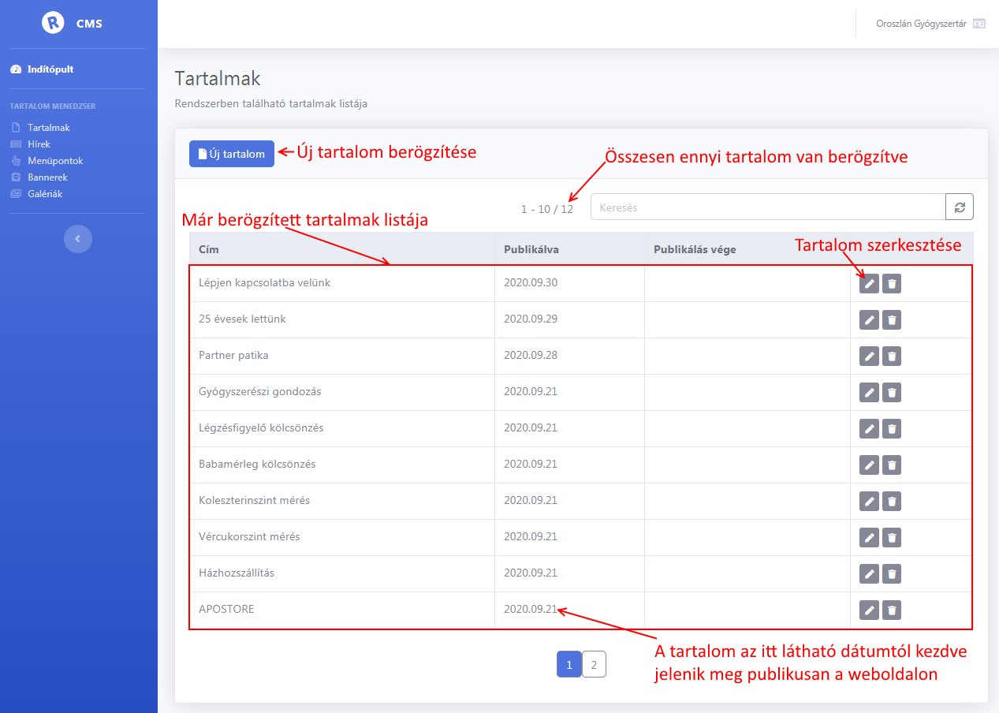 R CMS
Oroszlán Gyógyszertár
Indítópult
TARTALOM MENEDZSER
Tartalmak
Hírek
Menüpontok
Bannerek
Galériák
Tartalmak
Rendszerben található tartalmak listája
Új tartalom
Új tartalom berögzítése
Összesen ennyi tartalom van berögzítve
1 - 10 / 12
Keresés
Már berögzített tartalmak listája
Tartalom szerkesztése
Cím Publikálva Publikálás vége
Lépjen kapcsolatba velünk 2020.09.30
25 évesek lettünk 2020.09.29
Partner patika 2020.09.28
Gyógyszerészi gondozás 2020.09.21
Légzésfigyelő kölcsönzés 2020.09.21
Babamérleg kölcsönzés 2020.09.21
Koleszterinszint mérés 2020.09.21
Vércukorszint mérés 2020.09.21
Házhozszállítás 2020.09.21
APOSTORE 2020.09.21
A tartalom az itt látható dátumtól kezdve
jelenik meg publikusan a weboldalon
1 2